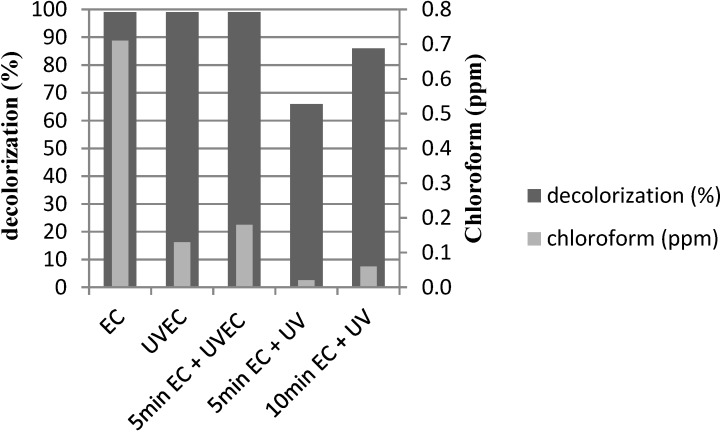 decolorization (%)
100
90
80
70
60
50
40
30
20
10
0
0.8
0.7
0.6
0.5
0.4
0.3
0.2
0.1
0.0
Chloroform (ppm)
EC
UVEC
5min EC + UVEC
5min EC + UV
10min EC + UV
decolorization (%)
chloroform (ppm)